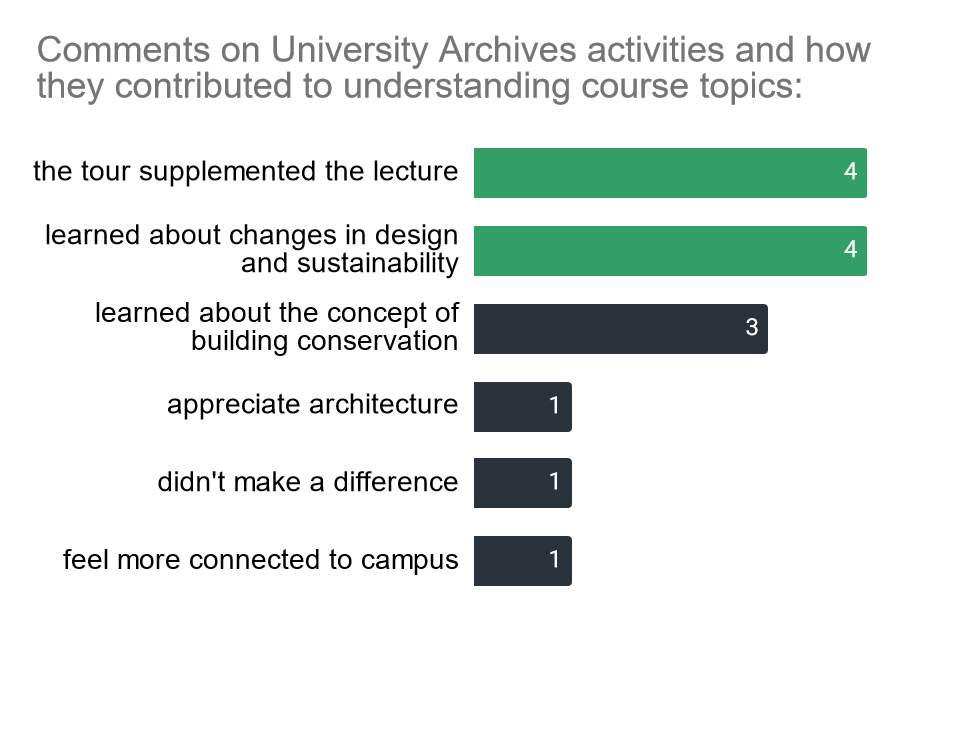 Comments on University Archives activities and how
they contributed to understanding course topics:
the tour supplemented the lecture
4
learned about changes in design
and sustainability
4
learned about the concept of
building conservation
3
appreciate architecture
1
didn't make a difference
1
feel more connected to campus
1